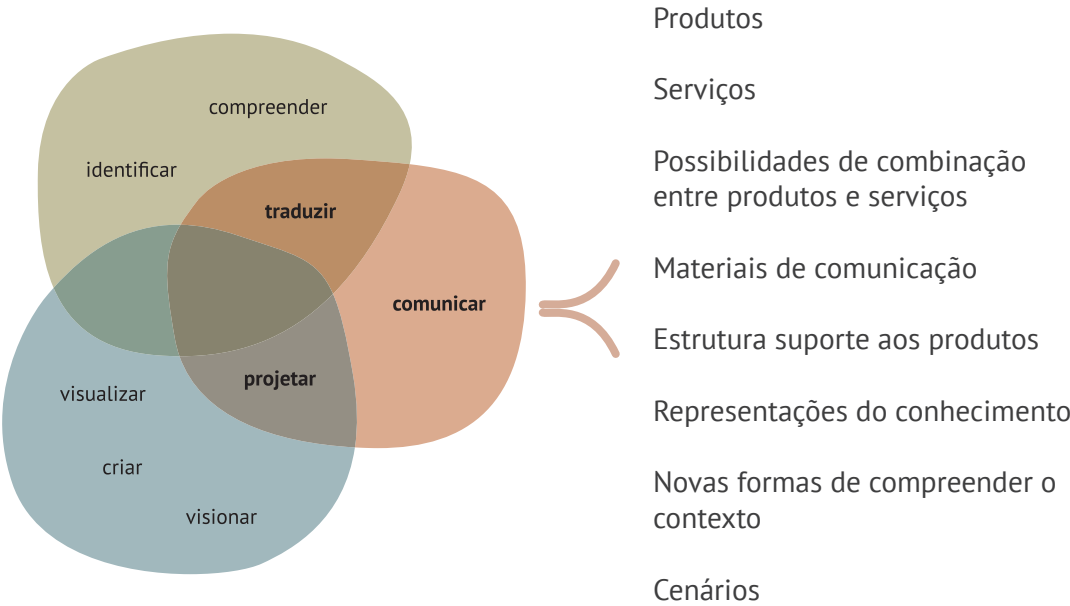 compreender
identificar
traduzir
comunicar
projetar
visualizar
criar
visionar
Produtos
Serviços
Possibilidades de combinação
entre produtos e serviços
Materiais de comunicação
Estrutura suporte aos produtos
Representações do conhecimento
Novas formas de compreender o
contexto
Cenários